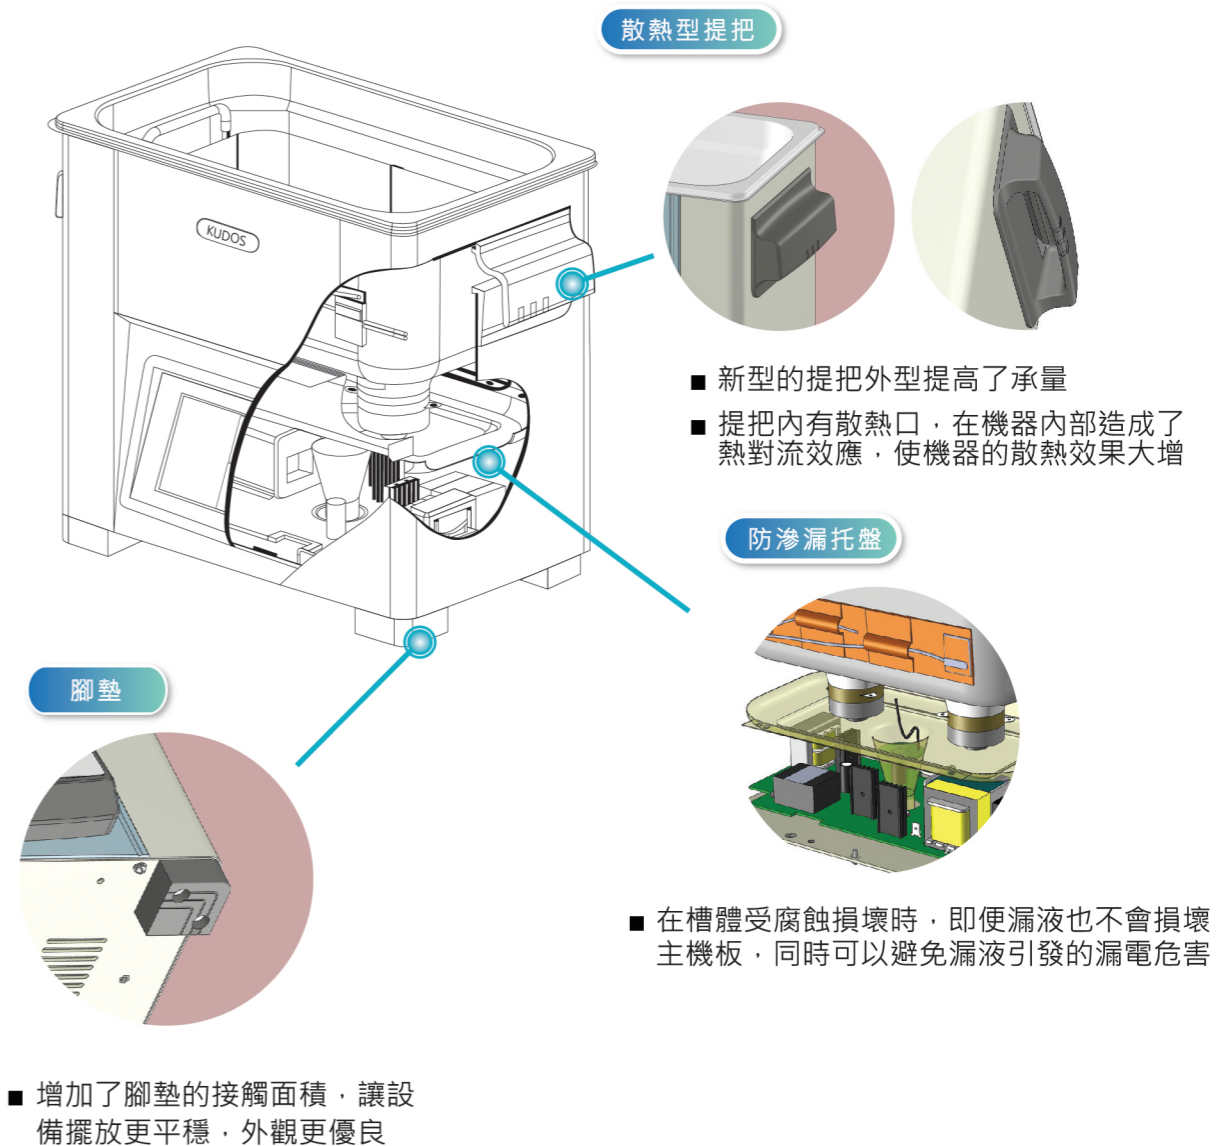 散熱型提把
KUDOS
■ 新型的提把外型提高了承量
■ 提把內有散熱口，在機器內部造成了
熱對流效應，使機器的散熱效果大增
防滲漏托盤
■ 在槽體受腐蝕損壞時，即便漏液也不會損壞
主機板，同時可以避免漏液引發的漏電危害
腳墊
■ 增加了腳墊的接觸面積，讓設
備擺放更平穩，外觀更優良